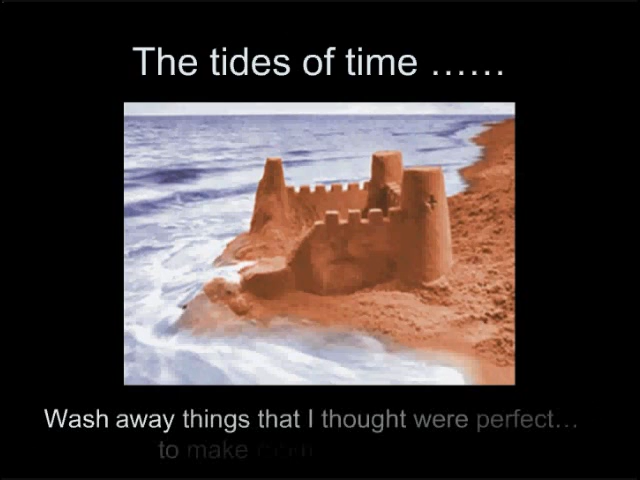 The tides of time ……
Wash away things that I thought were perfect…
to make